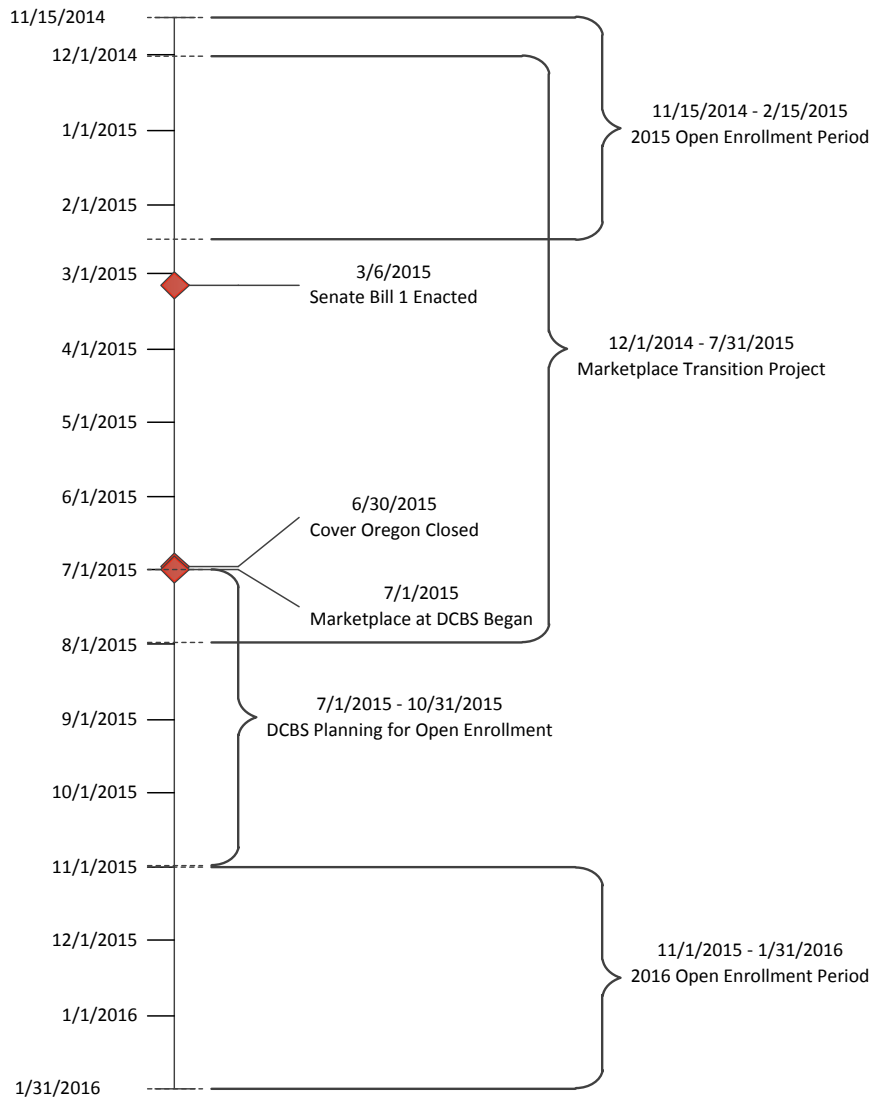 11/15/2014
12/1/2014
1/1/2015
2/1/2015
3/1/2015
4/1/2015
5/1/2015
6/1/2015
7/1/2015
8/1/2015
9/1/2015
10/1/2015
11/1/2015
12/1/2015
1/1/2016
1/31/2016
11/15/2014 - 2/15/2015
2015 Open Enrollment Period
3/6/2015
Senate Bill 1 Enacted
12/1/2014 - 7/31/2015
Marketplace Transition Project
6/30/2015
Cover Oregon Closed
7/1/2015
Marketplace at DCBS Began
7/1/2015 - 10/31/2015
DCBS Planning for Open Enrollment
11/1/2015 - 1/31/2016
2016 Open Enrollment Period